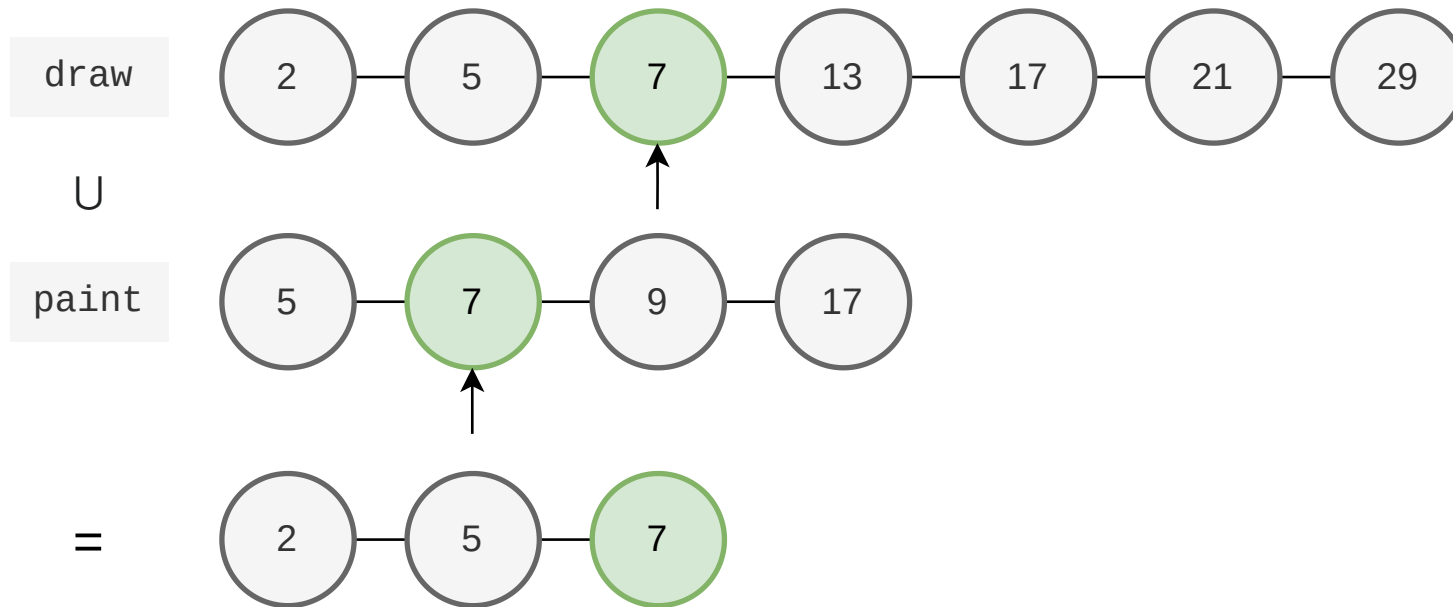 draw 2 5 7 13 17 21 29
∪
paint 5 7 9 17
= 2 5 7